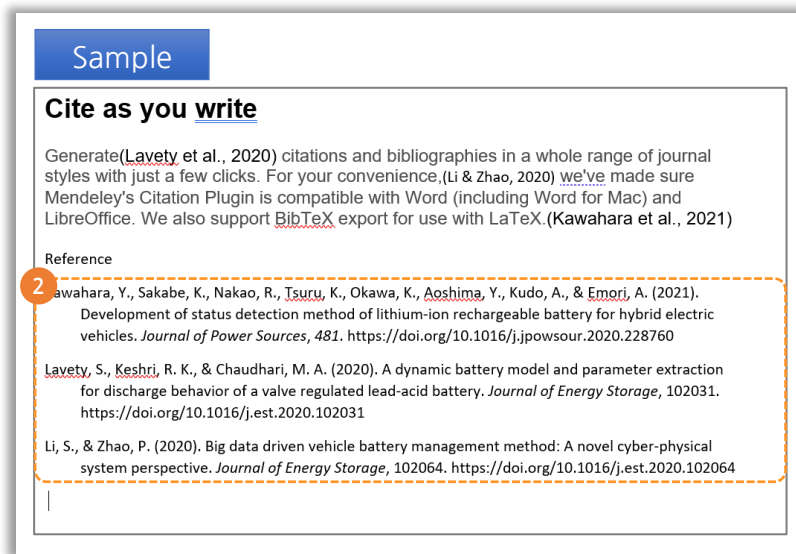 Sample
Cite as you write
Generate(Lavety et al., 2020) citations and bibliographies in a whole range of journal
styles with just a few clicks. For your convenience,(Li & Zhao, 2020) we've made sure
Mendeley's Citation Plugin is compatible with Word (including Word for Mac) and
LibreOffice. We also support BibTeX export for use with LaTeX.(Kawahara et al., 2021)
Reference
2
awahara, Y., Sakabe, K., Nakao, R., Tsuru, K., Okawa, K., Aoshima, Y., Kudo, A., & Emori, A. (2021).
Development of status detection method of lithium-ion rechargeable battery for hybrid electric
vehicles. Journal of Power Sources, 481. https://doi.org/10.1016/j.jpowsour.2020.228760
Lavety, S., Keshri, R. K., & Chaudhari, M. A. (2020). A dynamic battery model and parameter extraction
for discharge behavior of a valve regulated lead-acid battery. Journal of Energy Storage, 102031.
https://doi.org/10.1016/j.est.2020.102031
Li, S., & Zhao, P. (2020). Big data driven vehicle battery management method: A novel cyber-physical
system perspective. Journal of Energy Storage, 102064. https://doi.org/10.1016/j.est.2020.102064